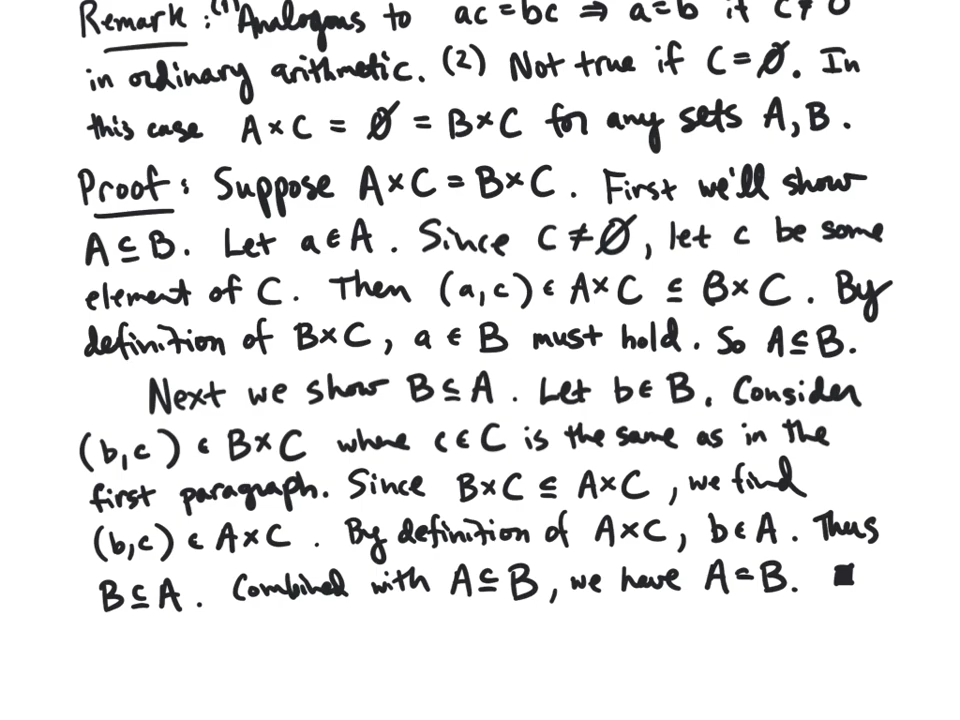 Remark : (1) Analogous to ac = bc ⇒ a = b if c ≠ 0
in ordinary arithmetic. (2) Not true if C = ∅. In
this case A × C = ∅ = B × C for any sets A, B.
Proof : Suppose A × C = B × C. First we'll show
A ⊆ B. Let a ∈ A. Since C ≠ ∅, let c be some
element of C. Then (a, c) ∈ A × C ⊆ B × C. By
definition of B × C, a ∈ B must hold. So A ⊆ B.
Next we show B ⊆ A. Let b ∈ B. Consider
(b, c) ∈ B × C where c ∈ C is the same as in the
first paragraph. Since B × C ⊆ A × C, we find
(b, c) ∈ A × C. By definition of A × C, b ∈ A. Thus
B ⊆ A. Combined with A ⊆ B, we have A = B. ■